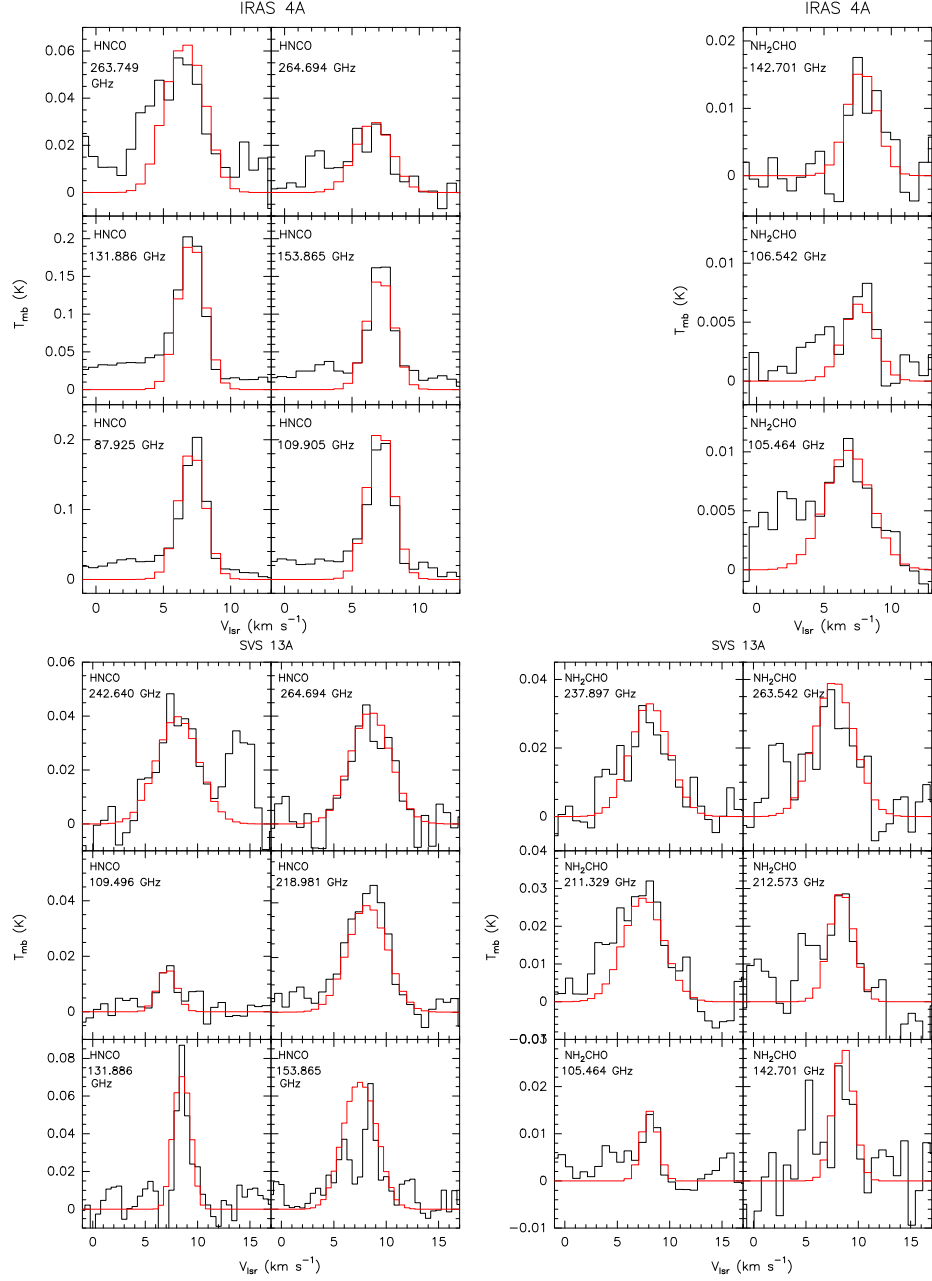 IRAS 4A
HNCO
263.749
GHz
HNCO
264.694 GHz
0.06
0.04
0.02
0
HNCO
131.886 GHz
HNCO
153.865 GHz
0.2
0.15
0.1
0.05
0
T_mb (K)
HNCO
87.925 GHz
HNCO
109.905 GHz
0.2
0.1
0
0 5 10 0 5 10
V_lsr (km s⁻¹)
IRAS 4A
NH₂CHO
142.701 GHz
0.02
0.01
0
NH₂CHO
106.542 GHz
0.01
0.005
0
T_mb (K)
NH₂CHO
105.464 GHz
0.01
0.005
0
0 5 10
V_lsr (km s⁻¹)
SVS 13A
HNCO
242.640 GHz
HNCO
264.694 GHz
0.06
0.04
0.02
0
HNCO
109.496 GHz
HNCO
218.981 GHz
0.04
0.02
0
T_mb (K)
HNCO
131.886
GHz
HNCO
153.865
GHz
0.08
0.06
0.04
0.02
0
0 5 10 15 0 5 10 15
V_lsr (km s⁻¹)
SVS 13A
NH₂CHO
237.897 GHz
NH₂CHO
263.542 GHz
0.04
0.02
0
NH₂CHO
211.329 GHz
NH₂CHO
212.573 GHz
0.04
0.03
0.02
0.01
0
T_mb (K)
NH₂CHO
105.464 GHz
NH₂CHO
142.701 GHz
0.02
0.01
0
−0.01
0 5 10 15 0 5 10 15
V_lsr (km s⁻¹)